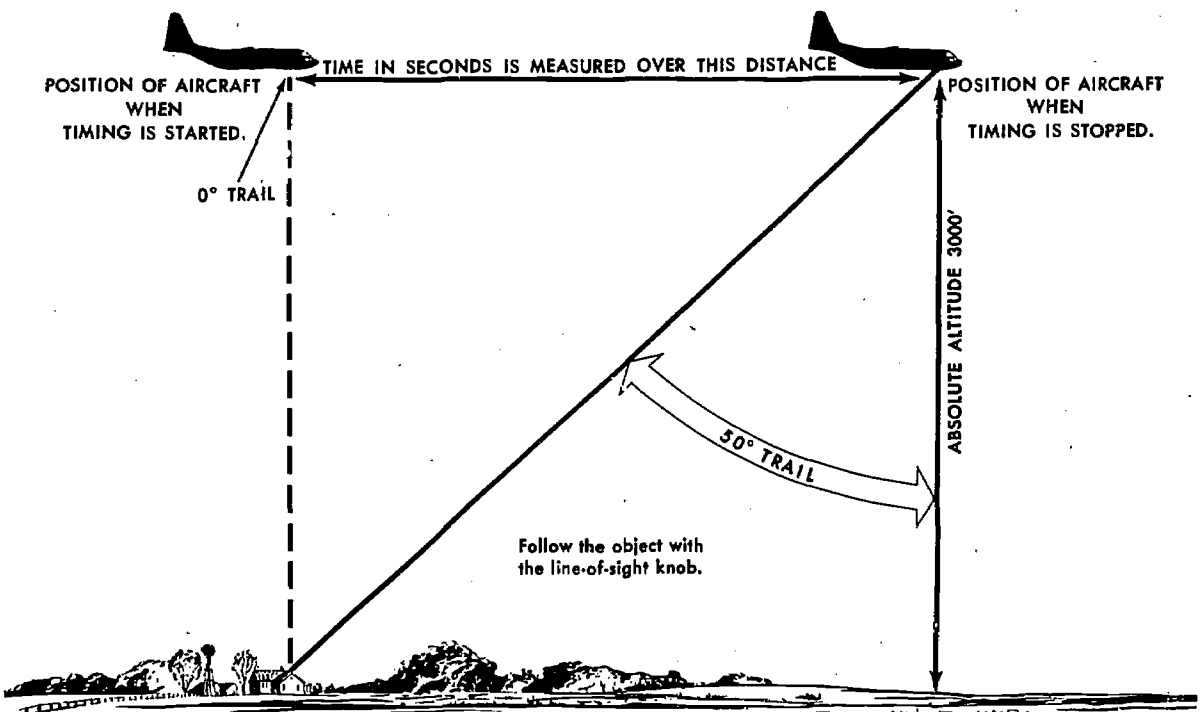 TIME IN SECONDS IS MEASURED OVER THIS DISTANCE
POSITION OF AIRCRAFT
WHEN
TIMING IS STARTED.
0° TRAIL
POSITION OF AIRCRAFT
WHEN
TIMING IS STOPPED.
ABSOLUTE ALTITUDE 3000'
50° TRAIL
Follow the object with
the line-of-sight knob.